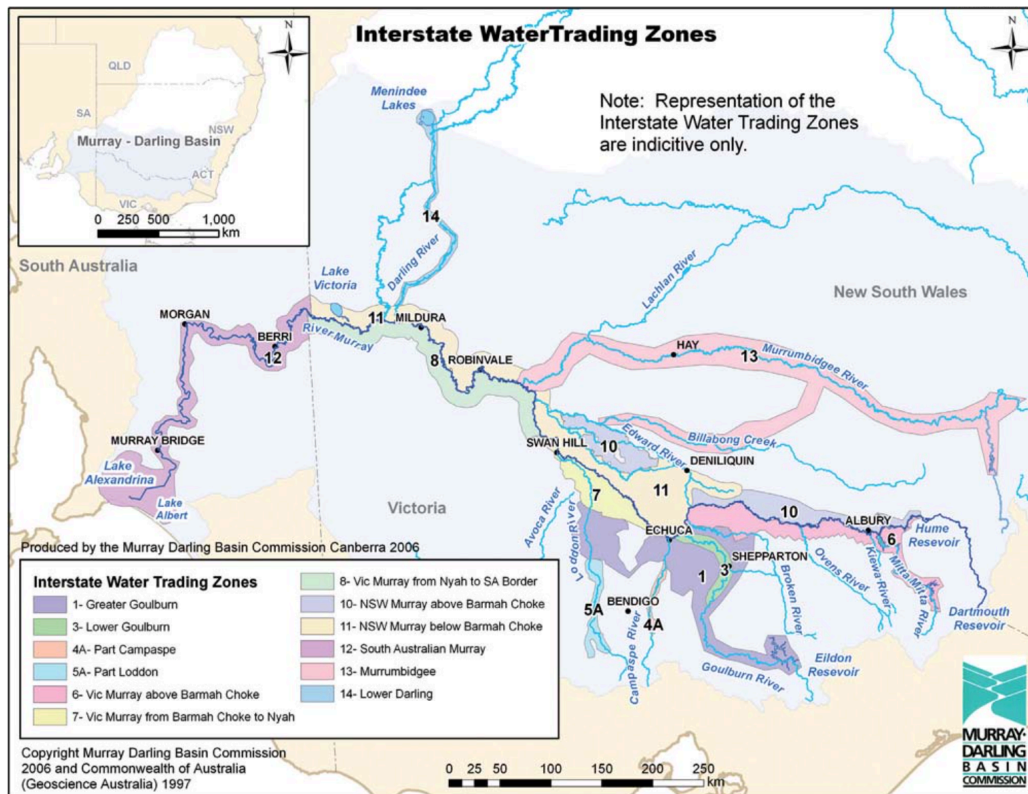 Interstate WaterTrading Zones
N
N
QLD
SA
NSW
Murray - Darling Basin
ACT
VIC
0 250 500 1,000
km
Note: Representation of the
Interstate Water Trading Zones
are indicitive only.
Menindee
Lakes
14
Darling River
South Australia
Lake
Victoria
Lachlan River
New South Wales
MORGAN
BERRI
12
River Murray
11
MILDURA
8
ROBINVALE
HAY
13
Murrumbidgee River
MURRAY BRIDGE
Lake
Alexandrina
Lake
Albert
SWAN HILL
10
Edward River
Billabong Creek
DENILIQUIN
Victoria
Avoca River
7
11
10
ALBURY
6
Hume
Resevoir
ECHUCA
Loddon River
SHEPPARTON
3
1
Broken River
Ovens River
Kiewa River
Mitta Mitta River
Dartmouth
Resevoir
5A
BENDIGO
4A
Campaspe River
Goulburn River
Eildon
Resevoir
Produced by the Murray Darling Basin Commission Canberra 2006
Interstate Water Trading Zones
1- Greater Goulburn
3- Lower Goulburn
4A- Part Campaspe
5A- Part Loddon
6- Vic Murray above Barmah Choke
7- Vic Murray from Barmah Choke to Nyah
8- Vic Murray from Nyah to SA Border
10- NSW Murray above Barmah Choke
11- NSW Murray below Barmah Choke
12- South Australian Murray
13- Murrumbidgee
14- Lower Darling
Copyright Murray Darling Basin Commission
2006 and Commonwealth of Australia
(Geoscience Australia) 1997
0 25 50 100 150 200 250
km
MURRAY-
DARLING
BASIN
COMMISSION